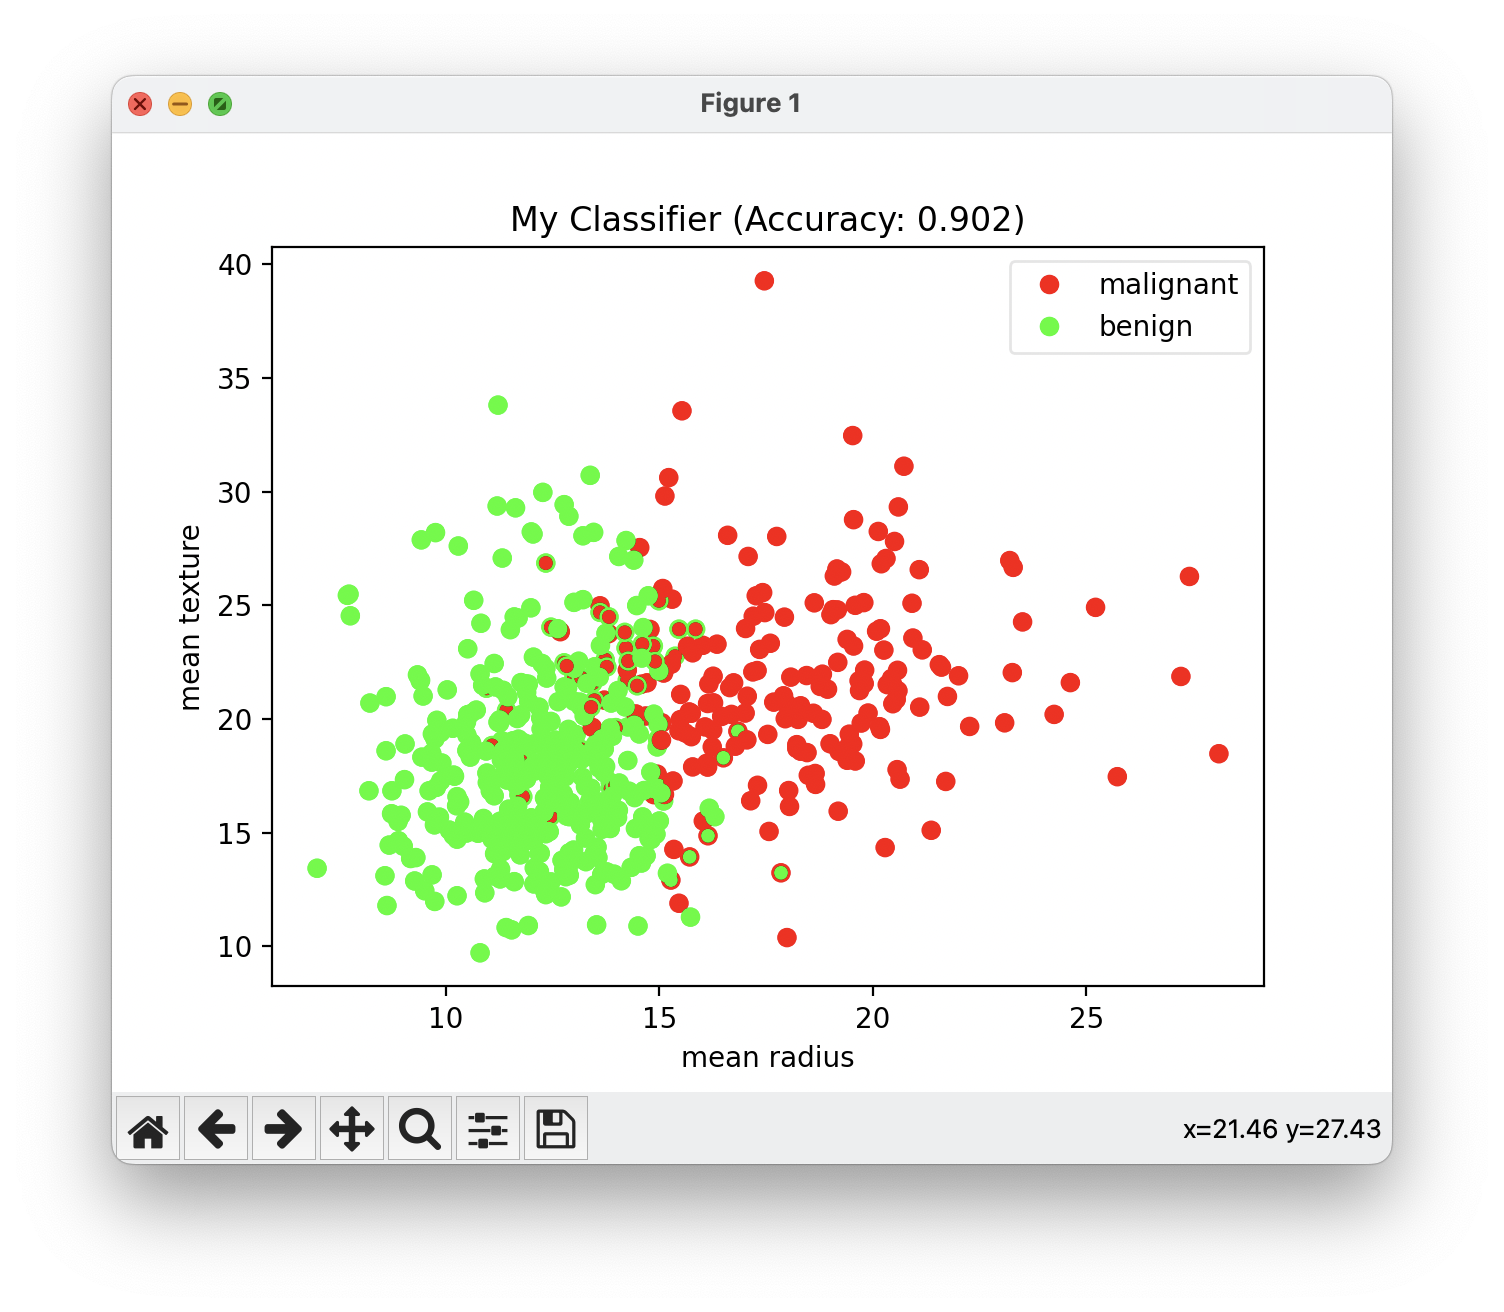 Figure 1
My Classifier (Accuracy: 0.902)
malignant
benign
40
35
30
25
20
15
10
mean texture
10
15
20
25
mean radius
x=21.46 y=27.43